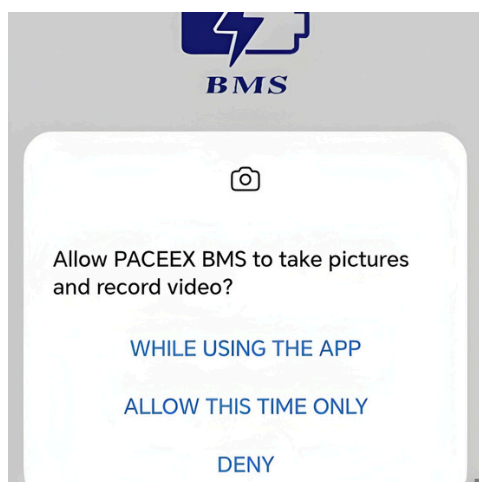 BMS
Allow PACEEX BMS to take pictures
and record video?
WHILE USING THE APP
ALLOW THIS TIME ONLY
DENY